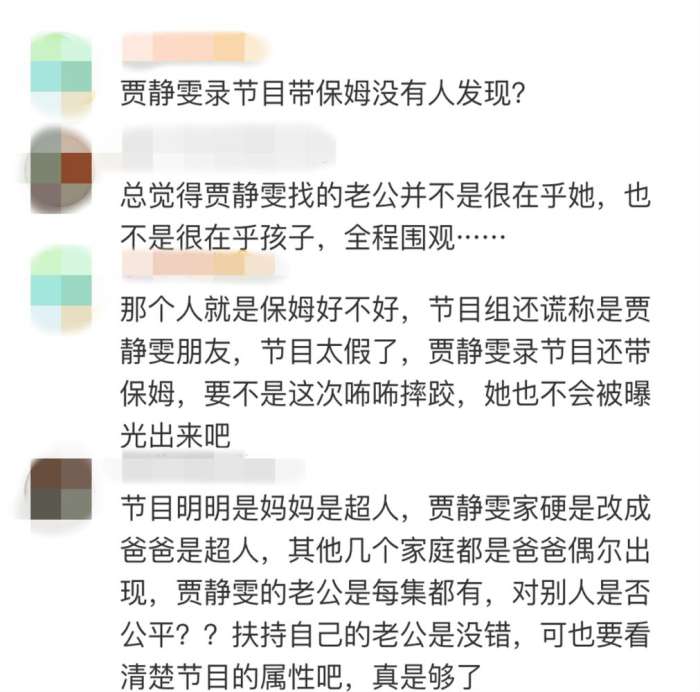 贾静雯录节目带保姆没有人发现？
总觉得贾静雯找的老公并不是很在乎她，也
不是很在乎孩子，全程围观……
那个人就是保姆好不好，节目组还谎称是贾
静雯朋友，节目太假了，贾静雯录节目还带
保姆，要不是这次咘咘摔跤，她也不会被曝
光出来吧
节目明明是妈妈是超人，贾静雯家硬是改成
爸爸是超人，其他几个家庭都是爸爸偶尔出
现，贾静雯的老公是每集都有，对别人是否
公平？？扶持自己的老公是没错，可也要看
清楚节目的属性吧，真是够了